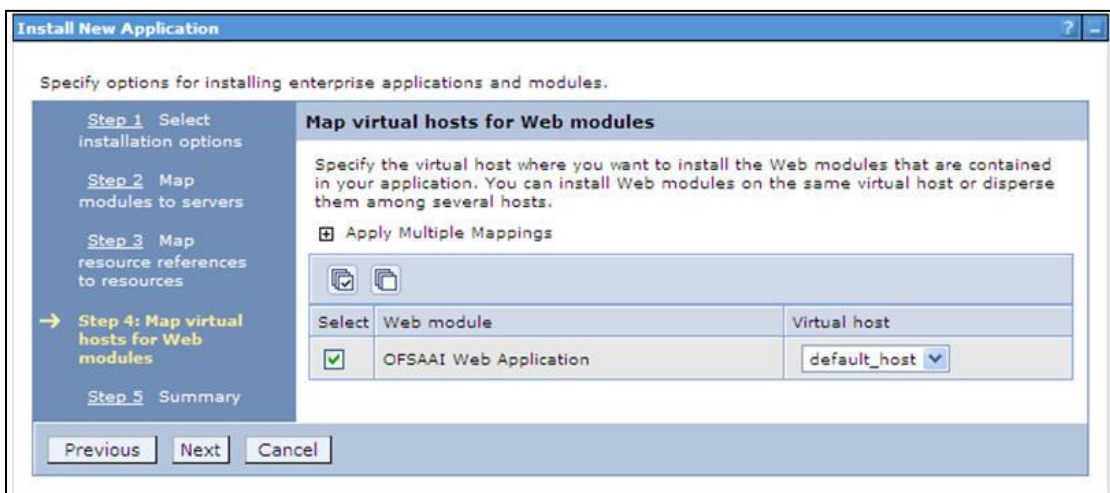 Install New Application
? -
Specify options for installing enterprise applications and modules.
Step 1 Select
installation options
Step 2 Map
modules to servers
Step 3 Map
resource references
to resources
Step 4: Map virtual
hosts for Web
modules
Step 5 Summary
Map virtual hosts for Web modules
Specify the virtual host where you want to install the Web modules that are contained
in your application. You can install Web modules on the same virtual host or disperse
them among several hosts.
Apply Multiple Mappings
Select Web module Virtual host
OFSAAI Web Application default_host
Previous Next Cancel